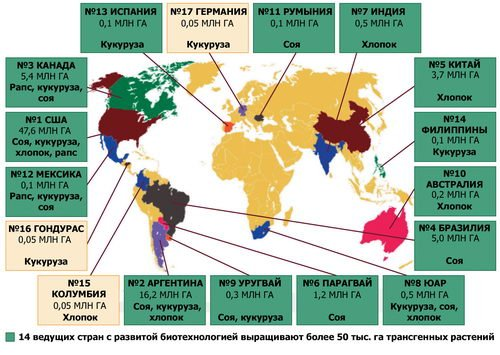 №13 ИСПАНИЯ
0,1 МЛН ГА
Кукуруза
№17 ГЕРМАНИЯ
0,05 МЛН ГА
Кукуруза
№11 РУМЫНИЯ
0,1 МЛН ГА
Соя
№7 ИНДИЯ
0,5 МЛН ГА
Хлопок
№3 КАНАДА
5,4 МЛН ГА
Рапс, кукуруза,
соя
№5 КИТАЙ
3,7 МЛН ГА
Хлопок
№1 США
47,6 МЛН ГА
Соя, кукуруза,
хлопок, рапс
№14
ФИЛИППИНЫ
0,1 МЛН ГА
Кукуруза
№12 МЕКСИКА
0,1 МЛН ГА
Рапс, кукуруза,
соя
№10
АВСТРАЛИЯ
0,2 МЛН ГА
Хлопок
№16 ГОНДУРАС
0,05 МЛН ГА
Кукуруза
№4 БРАЗИЛИЯ
5,0 МЛН ГА
Соя
№15
КОЛУМБИЯ
0,05 МЛН ГА
Хлопок
№2 АРГЕНТИНА
16,2 МЛН ГА
Соя, кукуруза,
хлопок
№9 УРУГВАЙ
0,3 МЛН ГА
Соя, кукуруза
№6 ПАРАГВАЙ
1,2 МЛН ГА
Соя
№8 ЮАР
0,5 МЛН ГА
Кукуруза, соя,
хлопок
14 ведущих стран с развитой биотехнологией выращивают более 50 тыс. га трансгенных растений